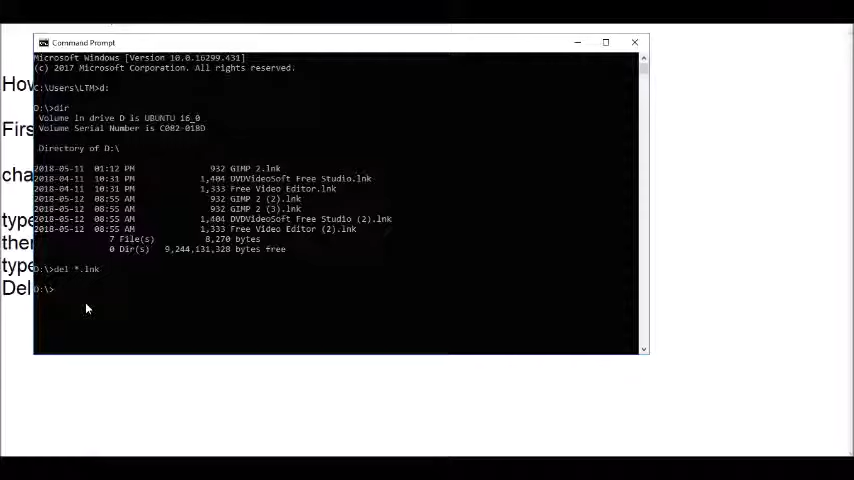 Command Prompt
Microsoft Windows [Version 10.0.16299.431]
(c) 2017 Microsoft Corporation. All rights reserved.
C:\Users\LTM>d:
D:\>dir
Volume in drive D is UBUNTU 16_0
Volume Serial Number is C082-018D
Directory of D:\
2018-05-11 01:12 PM 932 GIMP 2.lnk
2018-04-11 10:31 PM 1,404 DVDVideoSoft Free Studio.lnk
2018-04-11 10:31 PM 1,333 Free Video Editor.lnk
2018-05-12 08:55 AM 932 GIMP 2 (2).lnk
2018-05-12 08:55 AM 932 GIMP 2 (3).lnk
2018-05-12 08:55 AM 1,404 DVDVideoSoft Free Studio (2).lnk
2018-05-12 08:55 AM 1,333 Free Video Editor (2).lnk
7 File(s) 8,270 bytes
0 Dir(s) 9,244,131,328 bytes free
D:\>del *.lnk
D:\>
How
Firs
cha
type
ther
type
Del